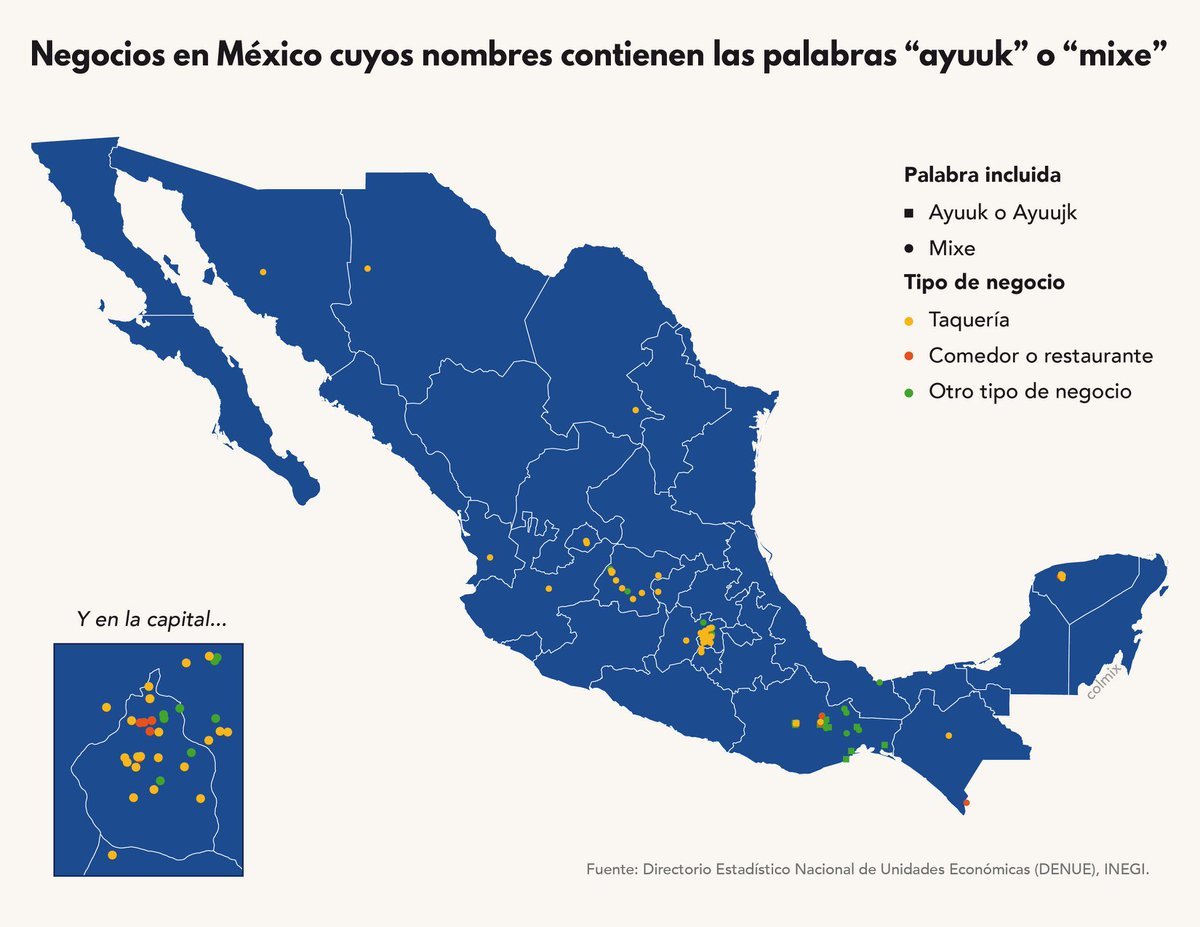 Negocios en México cuyos nombres contienen las palabras “ayuuk” o “mixe”
Palabra incluida
Ayuuk o Ayuujk
Mixe
Tipo de negocio
Taquería
Comedor o restaurante
Otro tipo de negocio
Y en la capital...
colmix
Fuente: Directorio Estadístico Nacional de Unidades Económicas (DENUE), INEGI.